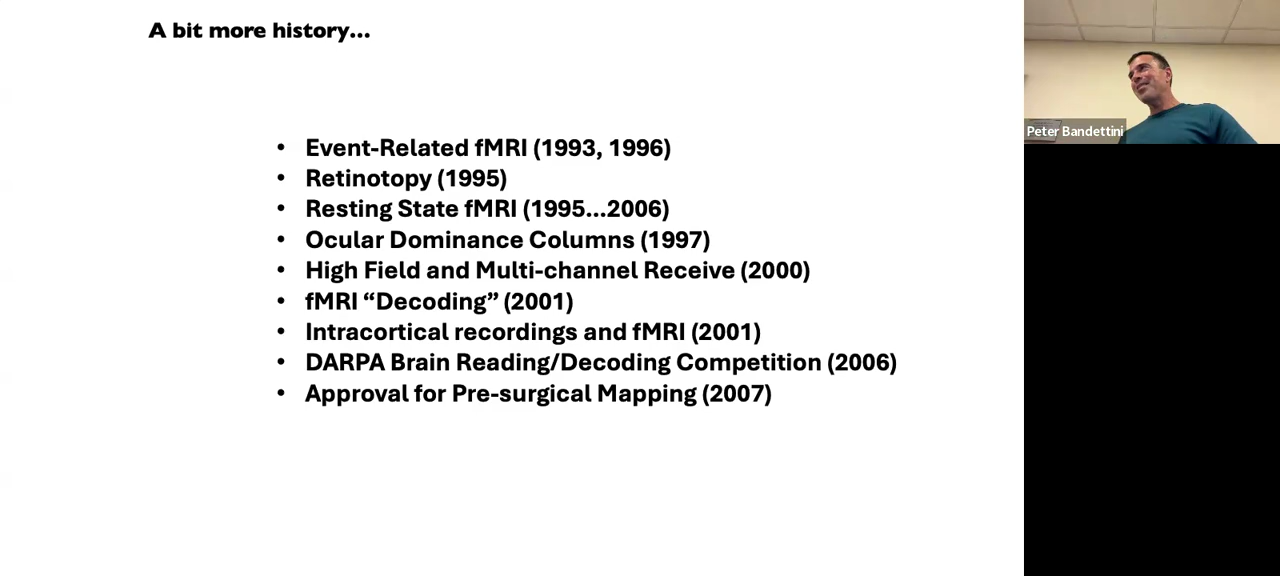 A bit more history...
• Event-Related fMRI (1993, 1996)
• Retinotopy (1995)
• Resting State fMRI (1995...2006)
• Ocular Dominance Columns (1997)
• High Field and Multi-channel Receive (2000)
• fMRI “Decoding” (2001)
• Intracortical recordings and fMRI (2001)
• DARPA Brain Reading/Decoding Competition (2006)
• Approval for Pre-surgical Mapping (2007)
Peter Bandettini